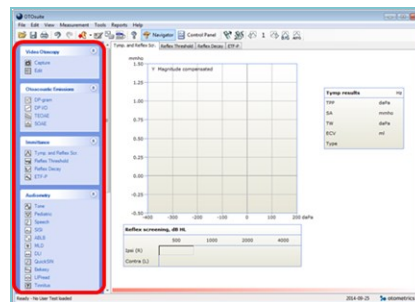 OTOsuite
File Edit View Measurement Tools Reports Help
Navigator Control Panel
Tymp. and Reflex Scr. Reflex Threshold Reflex Decay ETF-P
Video Otoscopy
Capture
Edit
Otoacoustic Emissions
DP-gram
DP I/O
TEOAE
SOAE
Immittance
Tymp. and Reflex Scr
Reflex Threshold
Reflex Decay
ETF-P
Audiometry
Tone
Pediatric
Speech
SISI
ABLB
MLD
DLI
QuickSIN
Békésy
LIPread
Tinnitus
mmho
Y Magnitude compensated
1.50
1.25
1.00
0.75
0.50
0.25
0.00
-0.25
-0.50
-400 -300 -200 -100 0 100 200 daPa
Tymp results Hz
TPP daPa
SA mmho
TW daPa
ECV ml
Type
Reflex screening, dB HL
500 1000 2000 4000
Ipsi (R)
Contra (L)
Ready - No User Test loaded 2014-09-25 otometrics